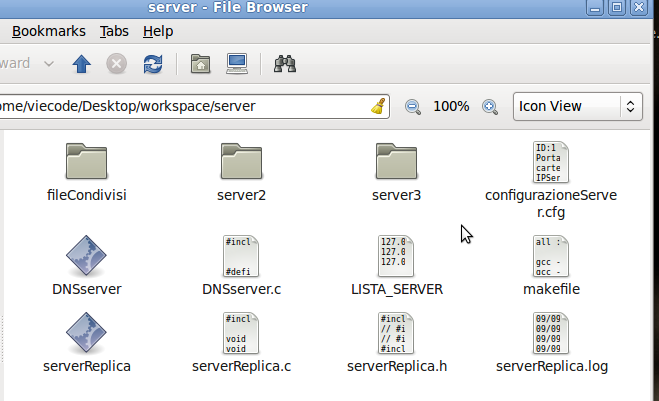 server - File Browser
Bookmarks Tabs Help
ward
ome/viecode/Desktop/workspace/server
100%
Icon View
ID:1
Porta
carte
IPSer
fileCondivisi
server2
server3
configurazioneServe
r.cfg
#incl
#defi
127.0
127.0
127.0
all :
gcc -
gcc -
DNSserver
DNSserver.c
LISTA_SERVER
makefile
#incl
void
void
#incl
// #i
// #i
#incl
09/09
09/09
09/09
09/09
serverReplica
serverReplica.c
serverReplica.h
serverReplica.log